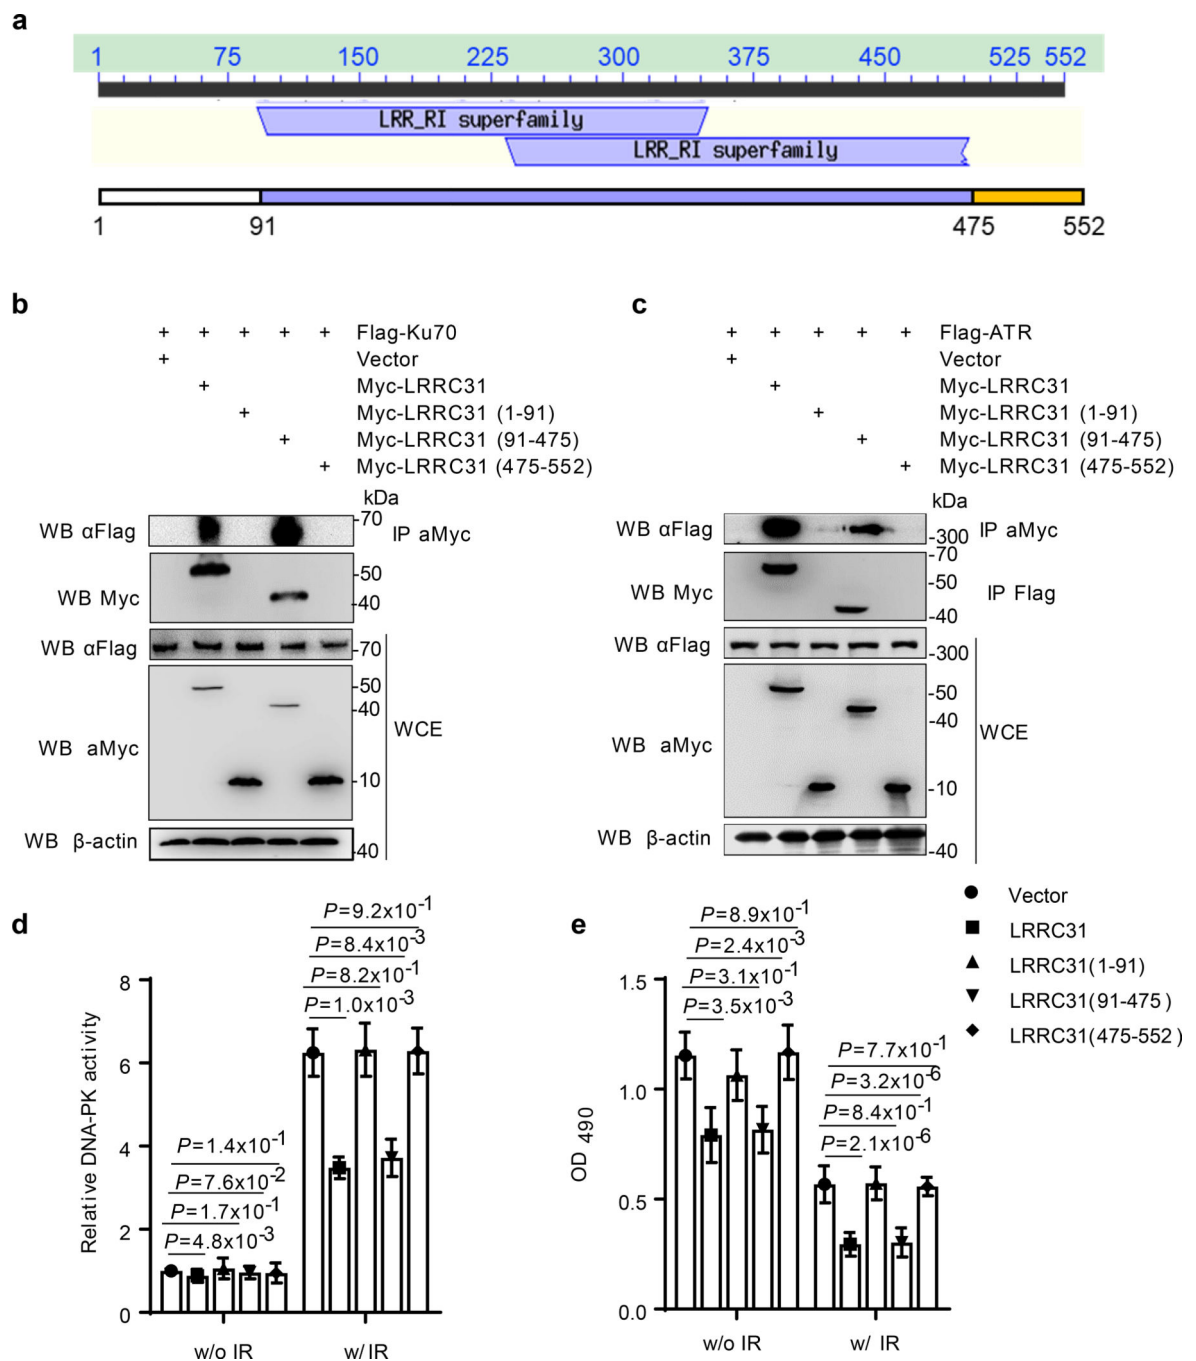 a
1 75 150 225 300 375 450 525 552
LRR_RI superfamily
LRR_RI superfamily
1 91 475 552
b
+ + + + + Flag-Ku70
+ Vector
+ Myc-LRRC31
+ Myc-LRRC31 (1-91)
+ Myc-LRRC31 (91-475)
+ Myc-LRRC31 (475-552)
kDa
WB αFlag -70 IP aMyc
WB Myc -50
-40
WB αFlag -70
WB aMyc -50
-40
-10
WCE
WB β-actin -40
c
+ + + + + Flag-ATR
+ Vector
+ Myc-LRRC31
+ Myc-LRRC31 (1-91)
+ Myc-LRRC31 (91-475)
+ Myc-LRRC31 (475-552)
kDa
WB αFlag -300 IP aMyc
WB Myc -70
-50
-40
IP Flag
WB αFlag -300
WB aMyc -50
-40
-10
WCE
WB β-actin -40
d
Relative DNA-PK activity
8
6
4
2
0
P=1.4x10-1
P=7.6x10-2
P=1.7x10-1
P=4.8x10-3
P=9.2x10-1
P=8.4x10-3
P=8.2x10-1
P=1.0x10-3
w/o IR w/ IR
e
OD 490
1.5
1.0
0.5
0.0
P=8.9x10-1
P=2.4x10-3
P=3.1x10-1
P=3.5x10-3
P=7.7x10-1
P=3.2x10-6
P=8.4x10-1
P=2.1x10-6
w/o IR w/ IR
Vector
LRRC31
LRRC31(1-91)
LRRC31(91-475)
LRRC31(475-552)